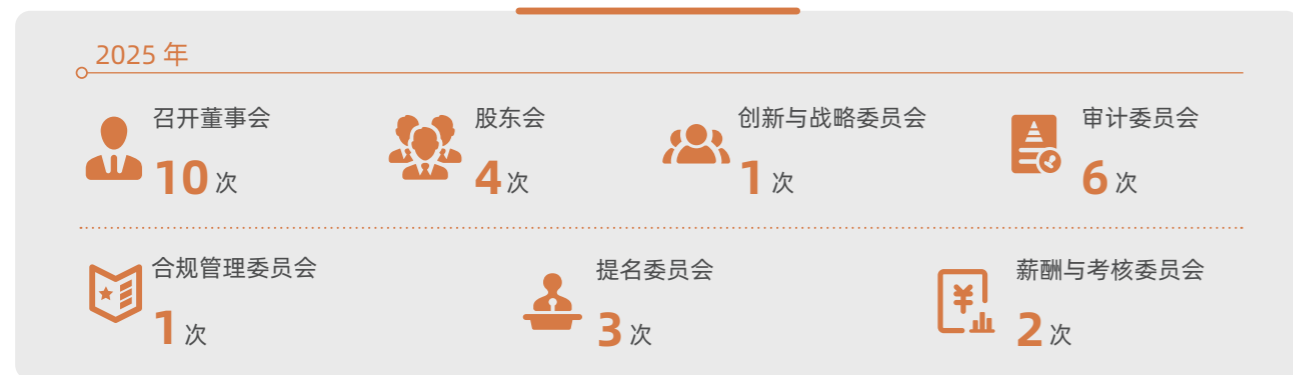 2025 年
召开董事会
10 次
股东会
4 次
创新与战略委员会
1 次
审计委员会
6 次
合规管理委员会
1 次
提名委员会
3 次
薪酬与考核委员会
2 次